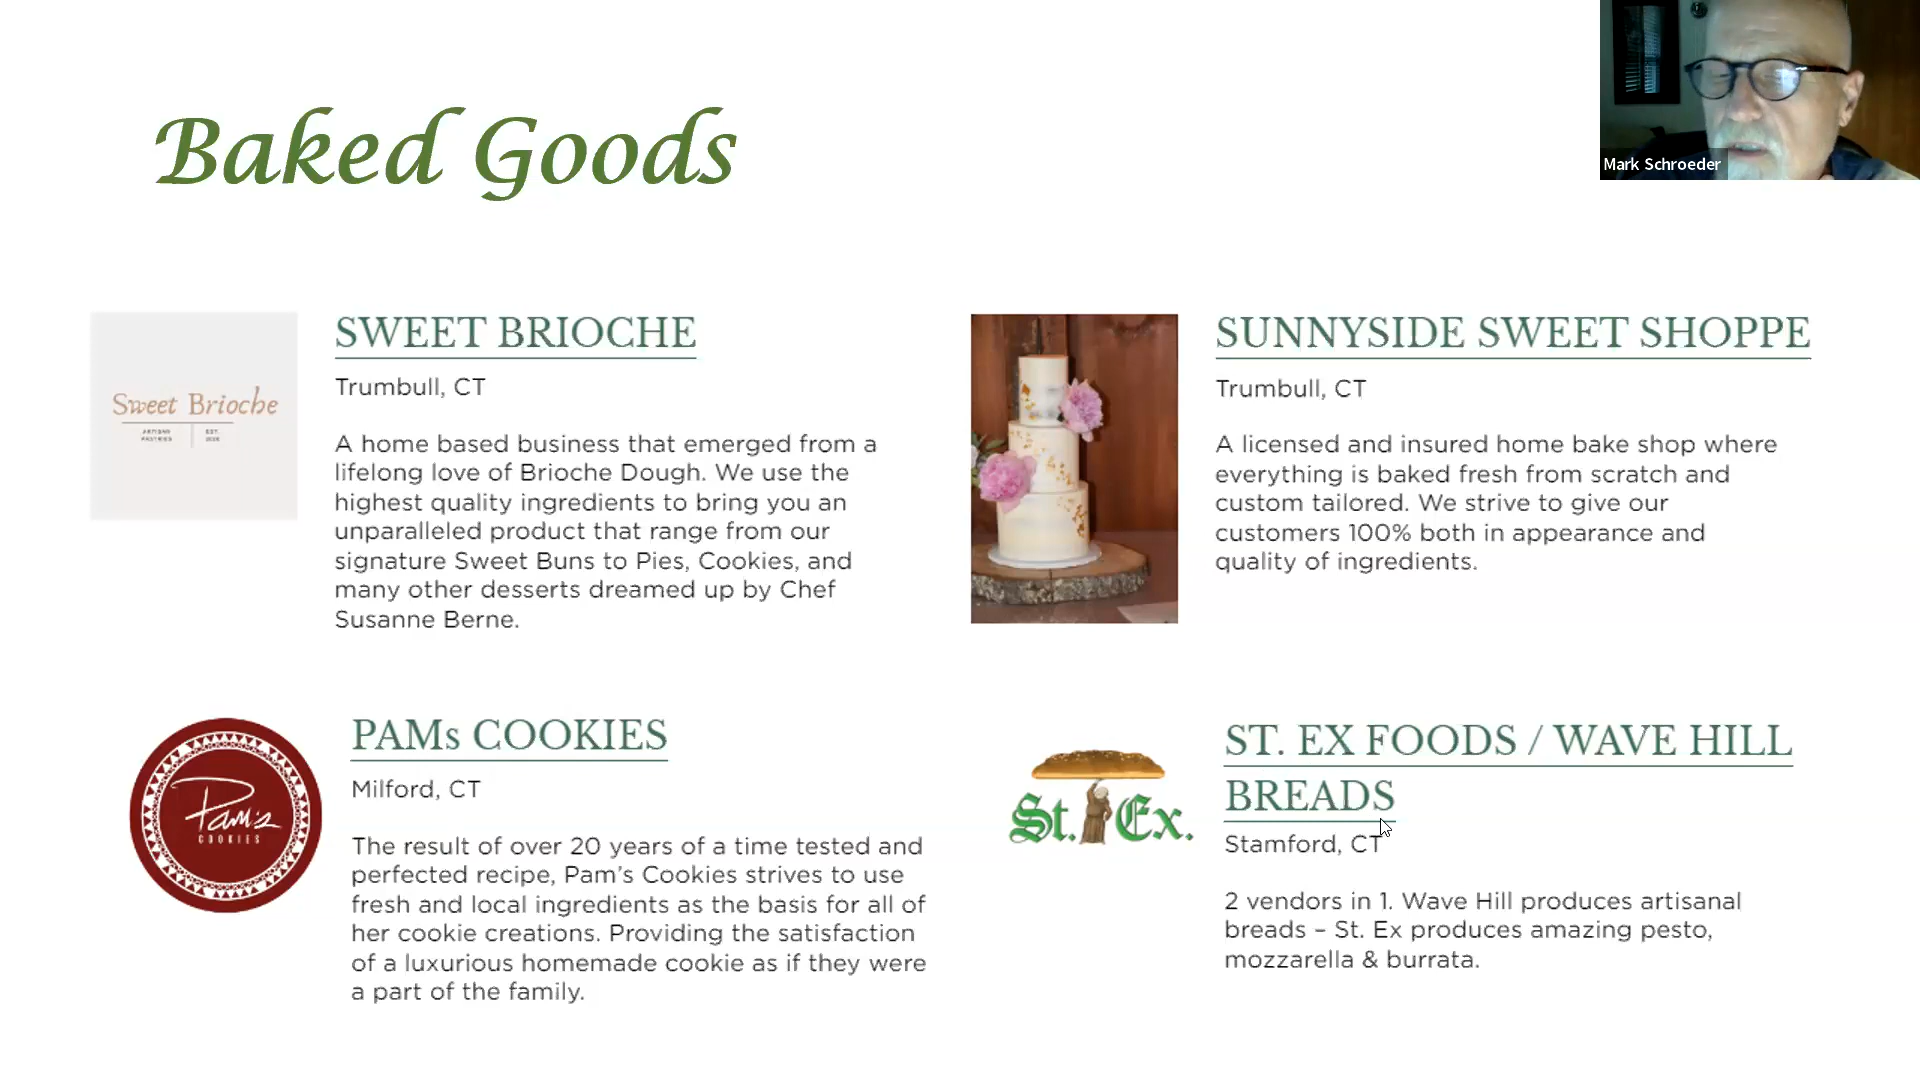 Baked Goods
Mark Schroeder
Sweet Brioche
ARTISAN
PASTRIES
EST.
2020
SWEET BRIOCHE
Trumbull, CT
A home based business that emerged from a
lifelong love of Brioche Dough. We use the
highest quality ingredients to bring you an
unparalleled product that range from our
signature Sweet Buns to Pies, Cookies, and
many other desserts dreamed up by Chef
Susanne Berne.
SUNNYSIDE SWEET SHOPPE
Trumbull, CT
A licensed and insured home bake shop where
everything is baked fresh from scratch and
custom tailored. We strive to give our
customers 100% both in appearance and
quality of ingredients.
Pam's
COOKIES
PAMs COOKIES
Milford, CT
The result of over 20 years of a time tested and
perfected recipe, Pam's Cookies strives to use
fresh and local ingredients as the basis for all of
her cookie creations. Providing the satisfaction
of a luxurious homemade cookie as if they were
a part of the family.
St. Ex.
ST. EX FOODS / WAVE HILL
BREADS
Stamford, CT
2 vendors in 1. Wave Hill produces artisanal
breads – St. Ex produces amazing pesto,
mozzarella & burrata.